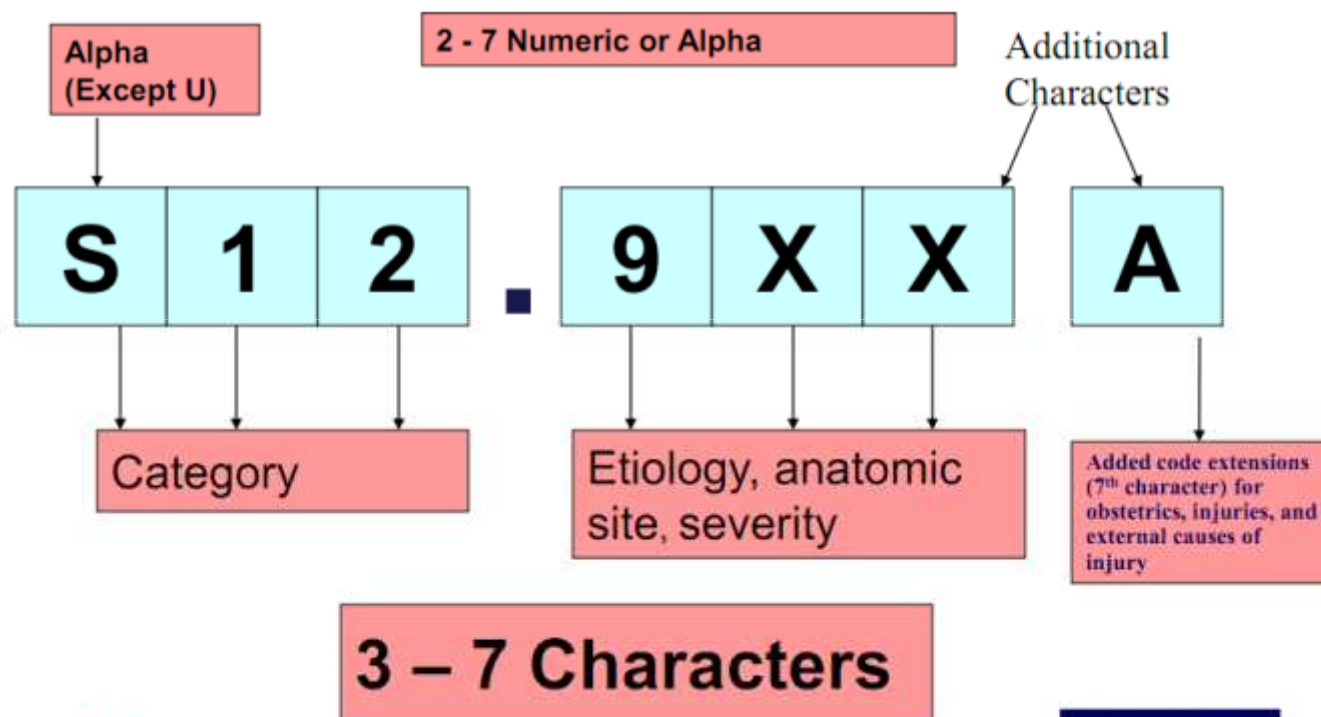 Alpha
(Except U)
2 - 7 Numeric or Alpha
Additional
Characters
S 1 2 . 9 X X A
Category
Etiology, anatomic
site, severity
Added code extensions
(7th character) for
obstetrics, injuries, and
external causes of
injury
3 – 7 Characters